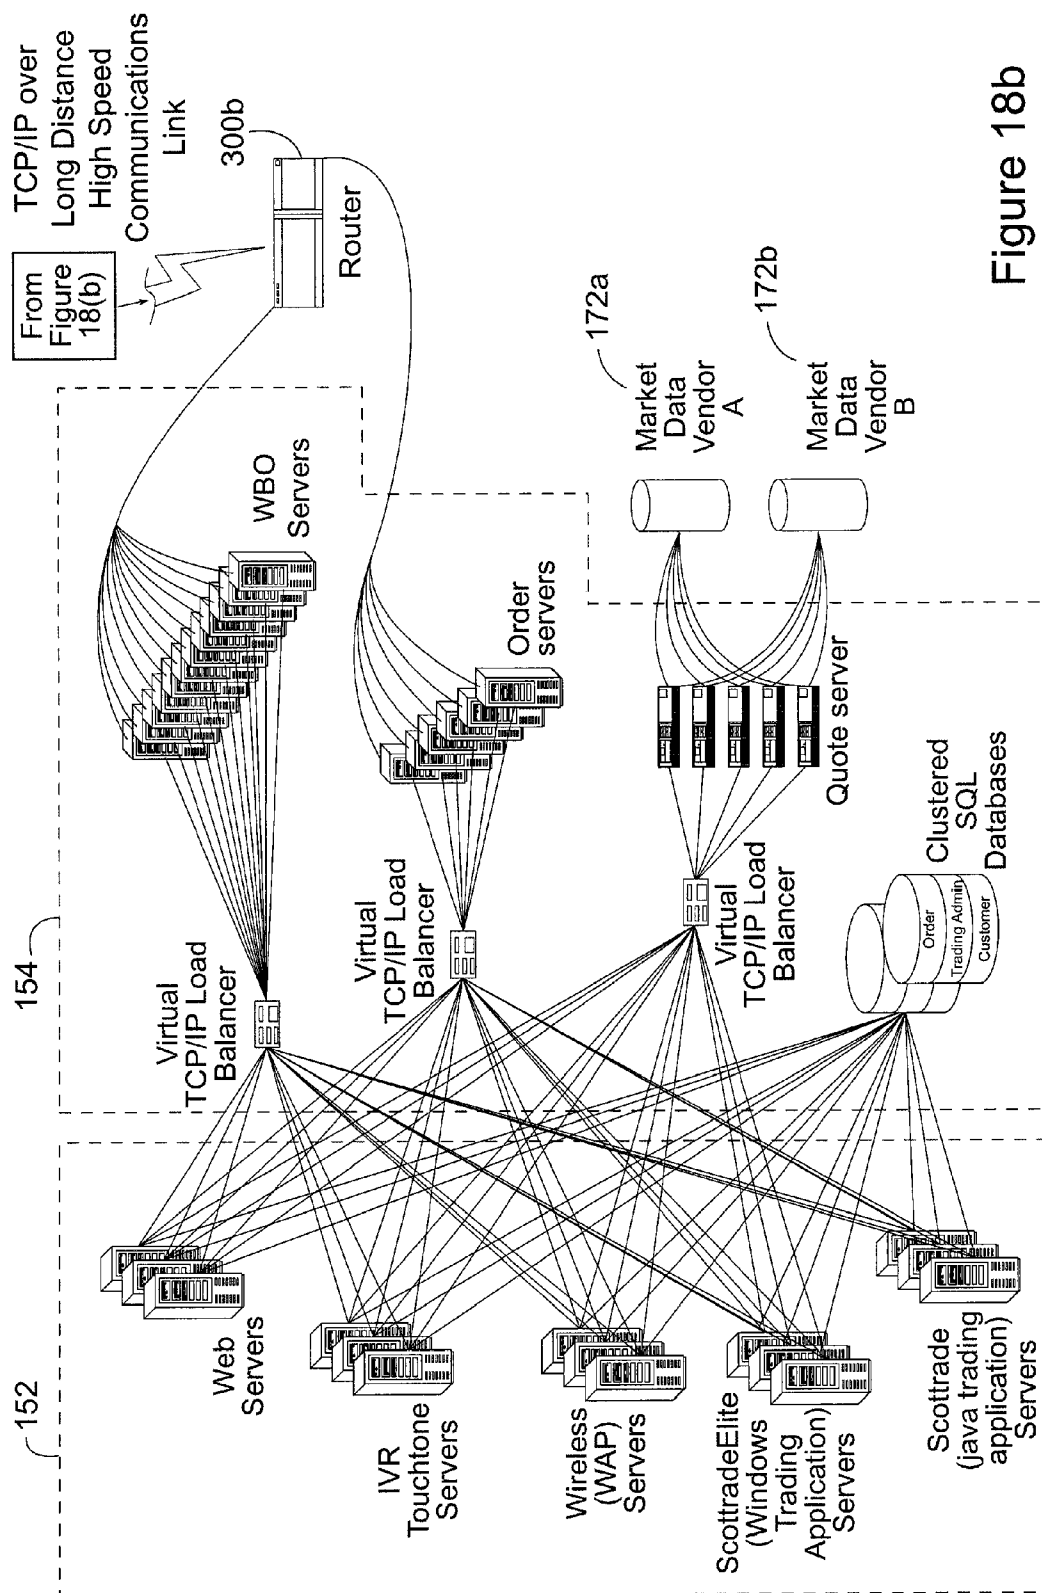 152
154
TCP/IP over
Long Distance
High Speed
Communications
Link
From
Figure
18(b)
300b
Router
Web
Servers
IVR
Touchtone
Servers
Wireless
(WAP)
Servers
ScottradeElite
(Windows
Trading
Application)
Servers
Scottrade
(java trading
application)
Servers
Virtual
TCP/IP Load
Balancer
Virtual
TCP/IP Load
Balancer
Virtual
TCP/IP Load
Balancer
WBO
Servers
Order
servers
Quote server
Clustered
SQL
Databases
Order
Trading Admin
Customer
Market
Data
Vendor
A
172a
Market
Data
Vendor
B
172b
Figure 18b